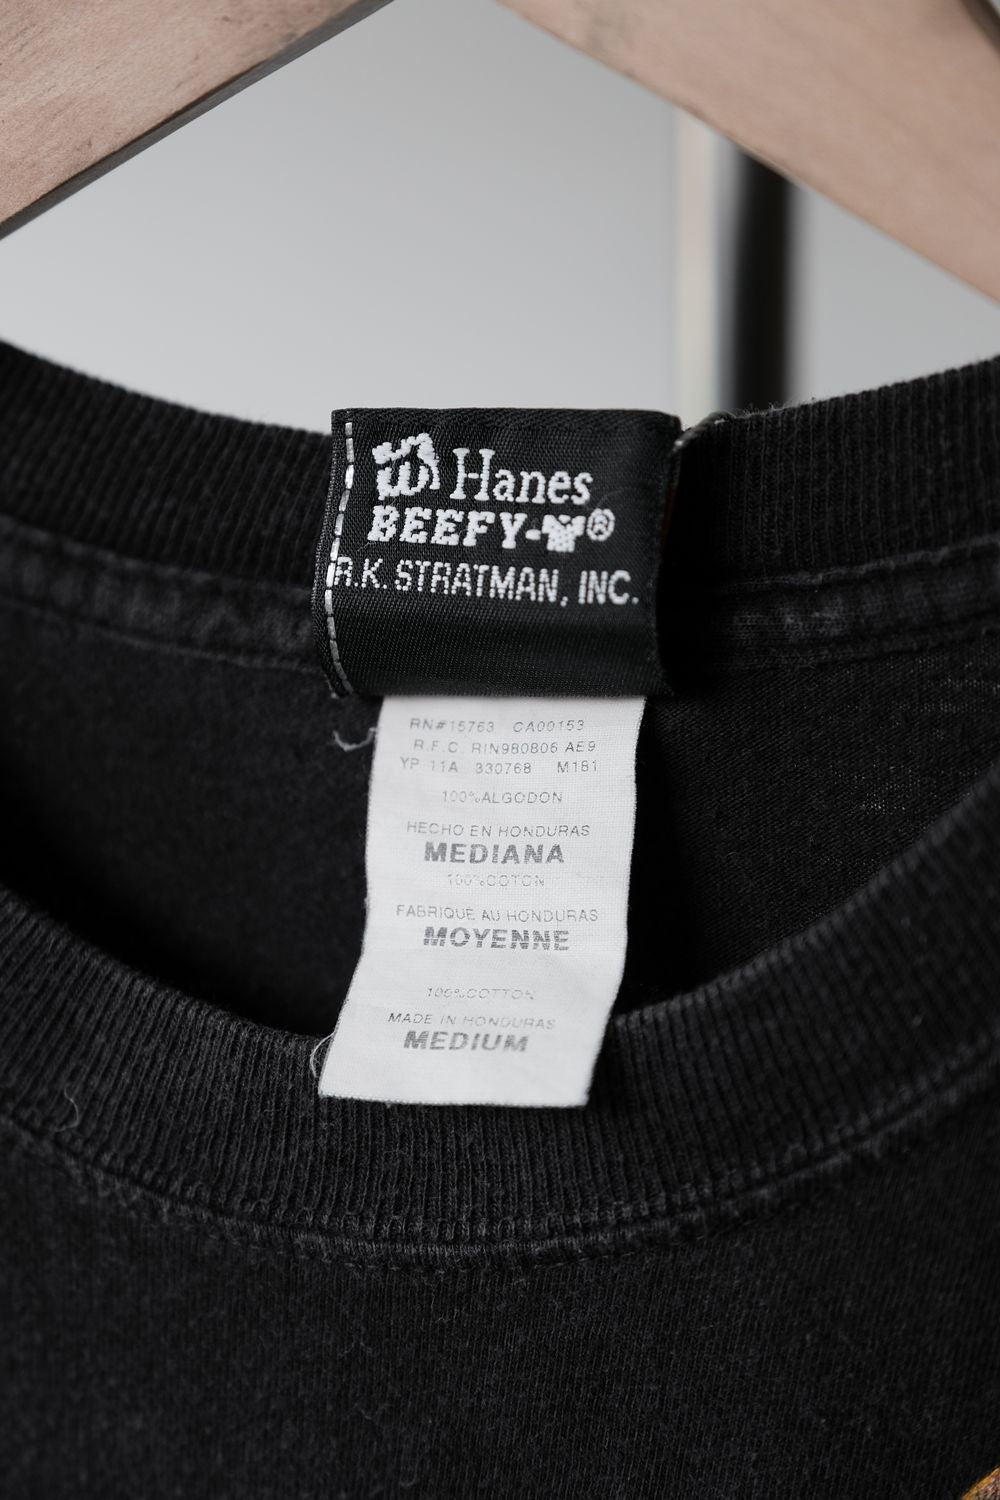 Hanes
BEEFY-®
R.K. STRATMAN, INC.
RN#15763 CA00153
R.F.C. RIN980806 AE9
YP 11A 330768 M181
100%ALGODON
HECHO EN HONDURAS
MEDIANA
100%COTON
FABRIQUE AU HONDURAS
MOYENNE
100%COTTON
MADE IN HONDURAS
MEDIUM